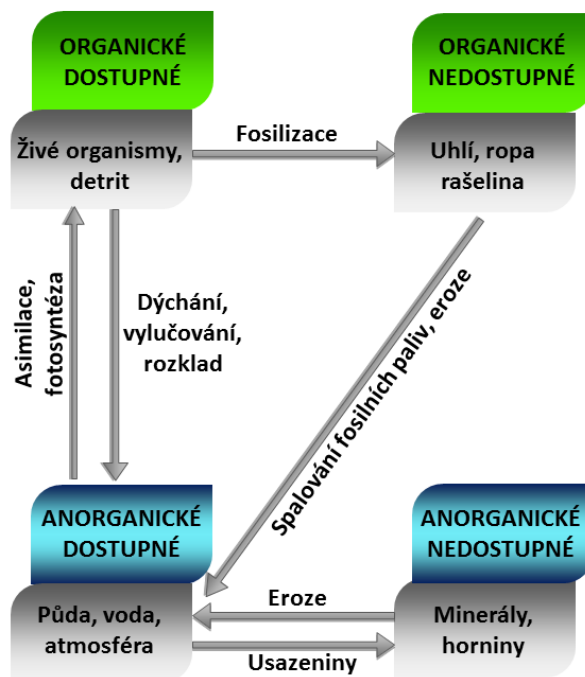 ORGANICKÉ
DOSTUPNÉ
Živé organismy,
detrit
Fosilizace
ORGANICKÉ
NEDOSTUPNÉ
Uhlí, ropa
rašelina
Asimilace,
fotosyntéza
Dýchání,
vylučování,
rozklad
Spalování fosilních paliv, eroze
ANORGANICKÉ
DOSTUPNÉ
Půda, voda,
atmosféra
Eroze
Usazeniny
ANORGANICKÉ
NEDOSTUPNÉ
Minerály,
horniny